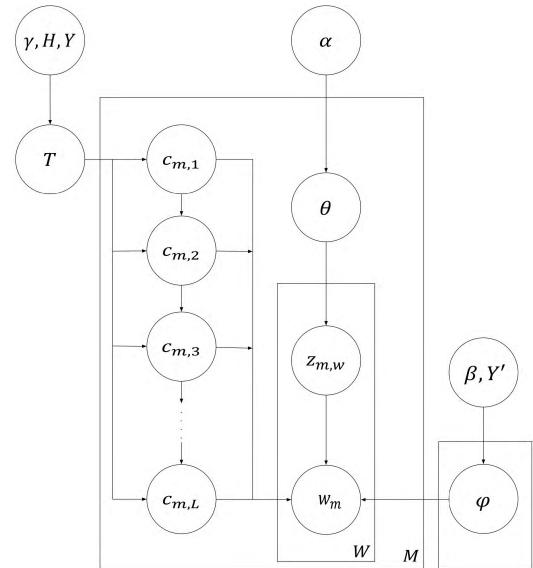 γ, H, Y
α
T
c_{m,1}
θ
c_{m,2}
c_{m,3}
z_{m,w}
β, Y′
c_{m,L}
w_m
φ
W
M